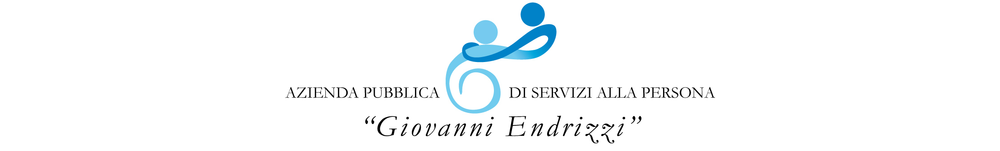 AZIENDA PUBBLICA DI SERVIZI ALLA PERSONA
“Giovanni Endrizzi”